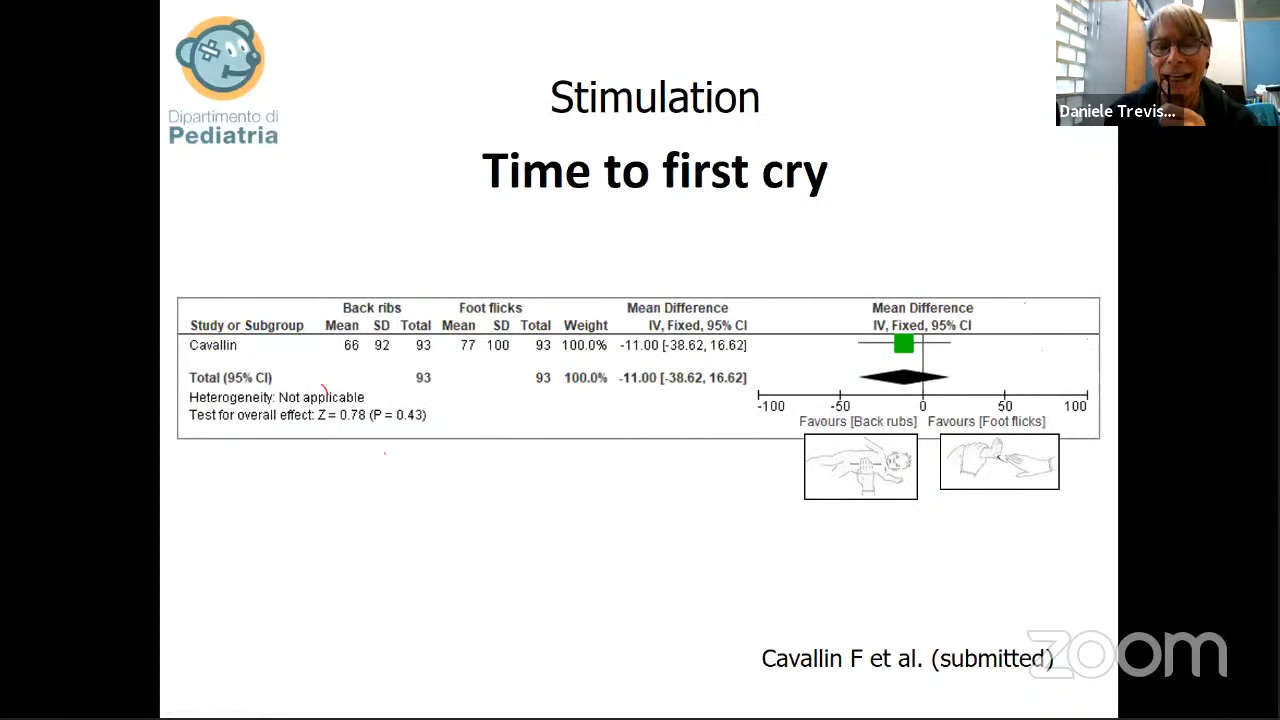 Dipartimento di
Pediatria
Stimulation
Time to first cry
Daniele Trevis...
Back ribs Foot flicks Mean Difference Mean Difference
Study or Subgroup Mean SD Total Mean SD Total Weight IV, Fixed, 95% CI IV, Fixed, 95% CI
Cavallin 66 92 93 77 100 93 100.0% -11.00 [-38.62, 16.62]
Total (95% CI) 93 93 100.0% -11.00 [-38.62, 16.62]
Heterogeneity: Not applicable
Test for overall effect: Z = 0.78 (P = 0.43)
-100 -50 0 50 100
Favours [Back rubs] Favours [Foot flicks]
Cavallin F et al. (submitted)
zoom